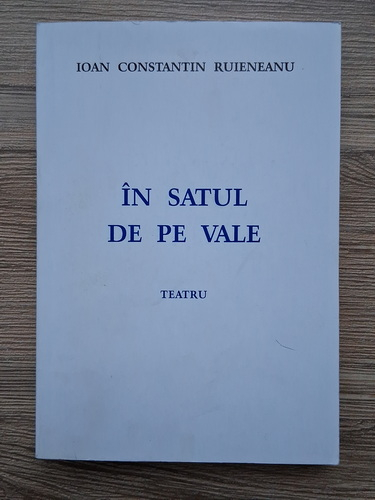 IOAN CONSTANTIN RUIENEANU
ÎN SATUL
DE PE VALE
TEATRU